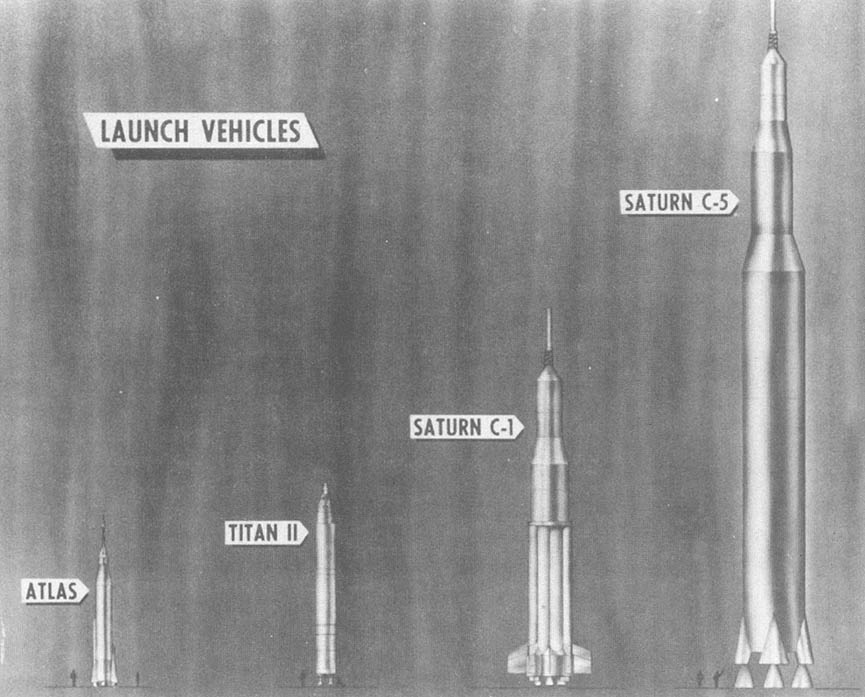 LAUNCH VEHICLES
SATURN C-5
SATURN C-1
TITAN II
ATLAS